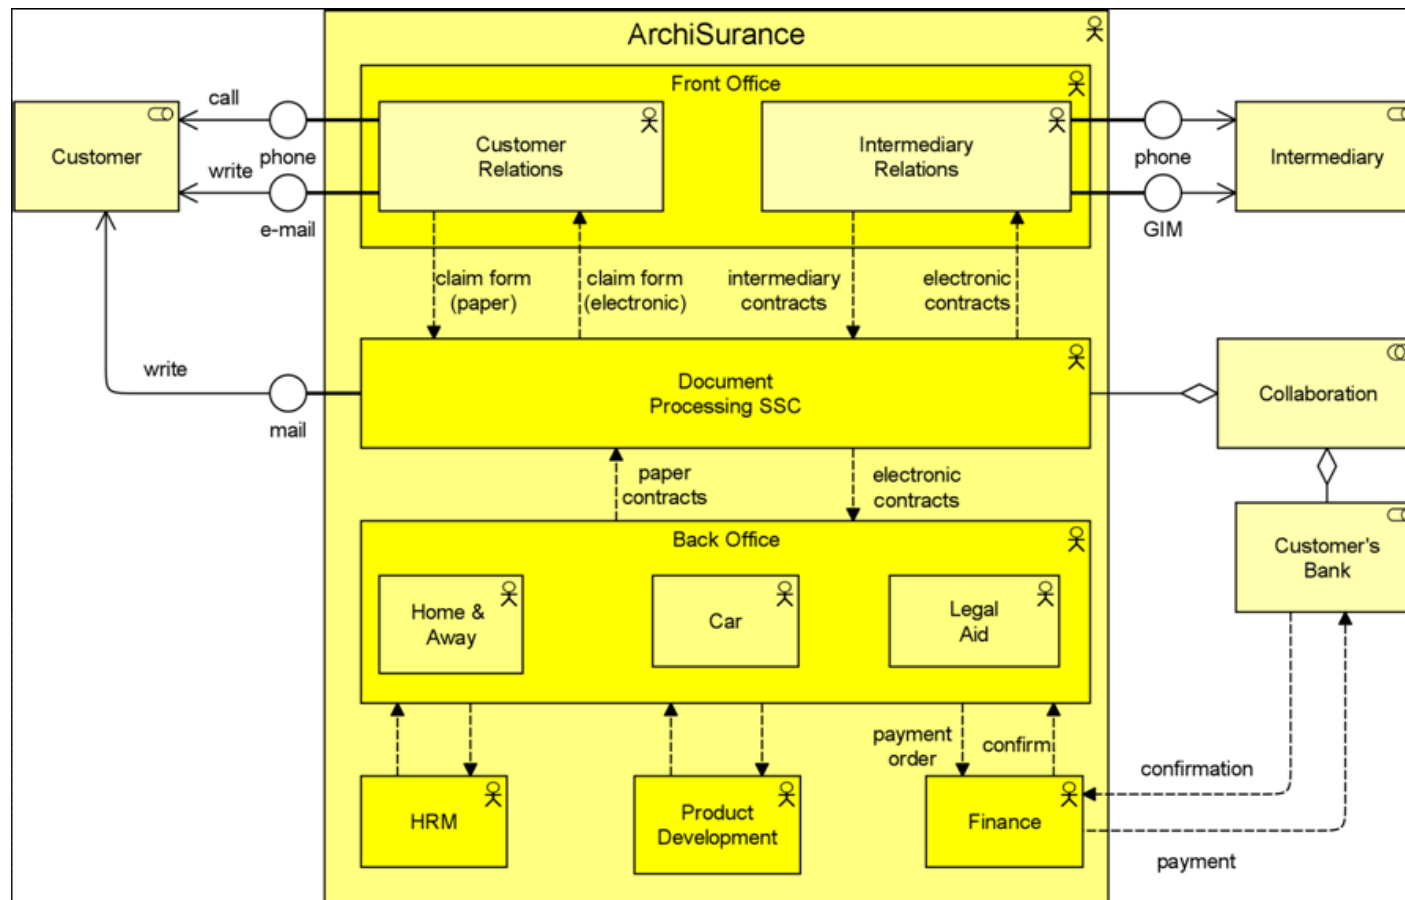 ArchiSurance
Front Office
call
Customer
phone
write
e-mail
Customer
Relations
Intermediary
Relations
phone
GIM
Intermediary
claim form
(paper)
claim form
(electronic)
intermediary
contracts
electronic
contracts
write
mail
Document
Processing SSC
Collaboration
paper
contracts
electronic
contracts
Back Office
Customer's
Bank
Home &
Away
Car
Legal
Aid
payment
order
confirm
confirmation
HRM
Product
Development
Finance
payment